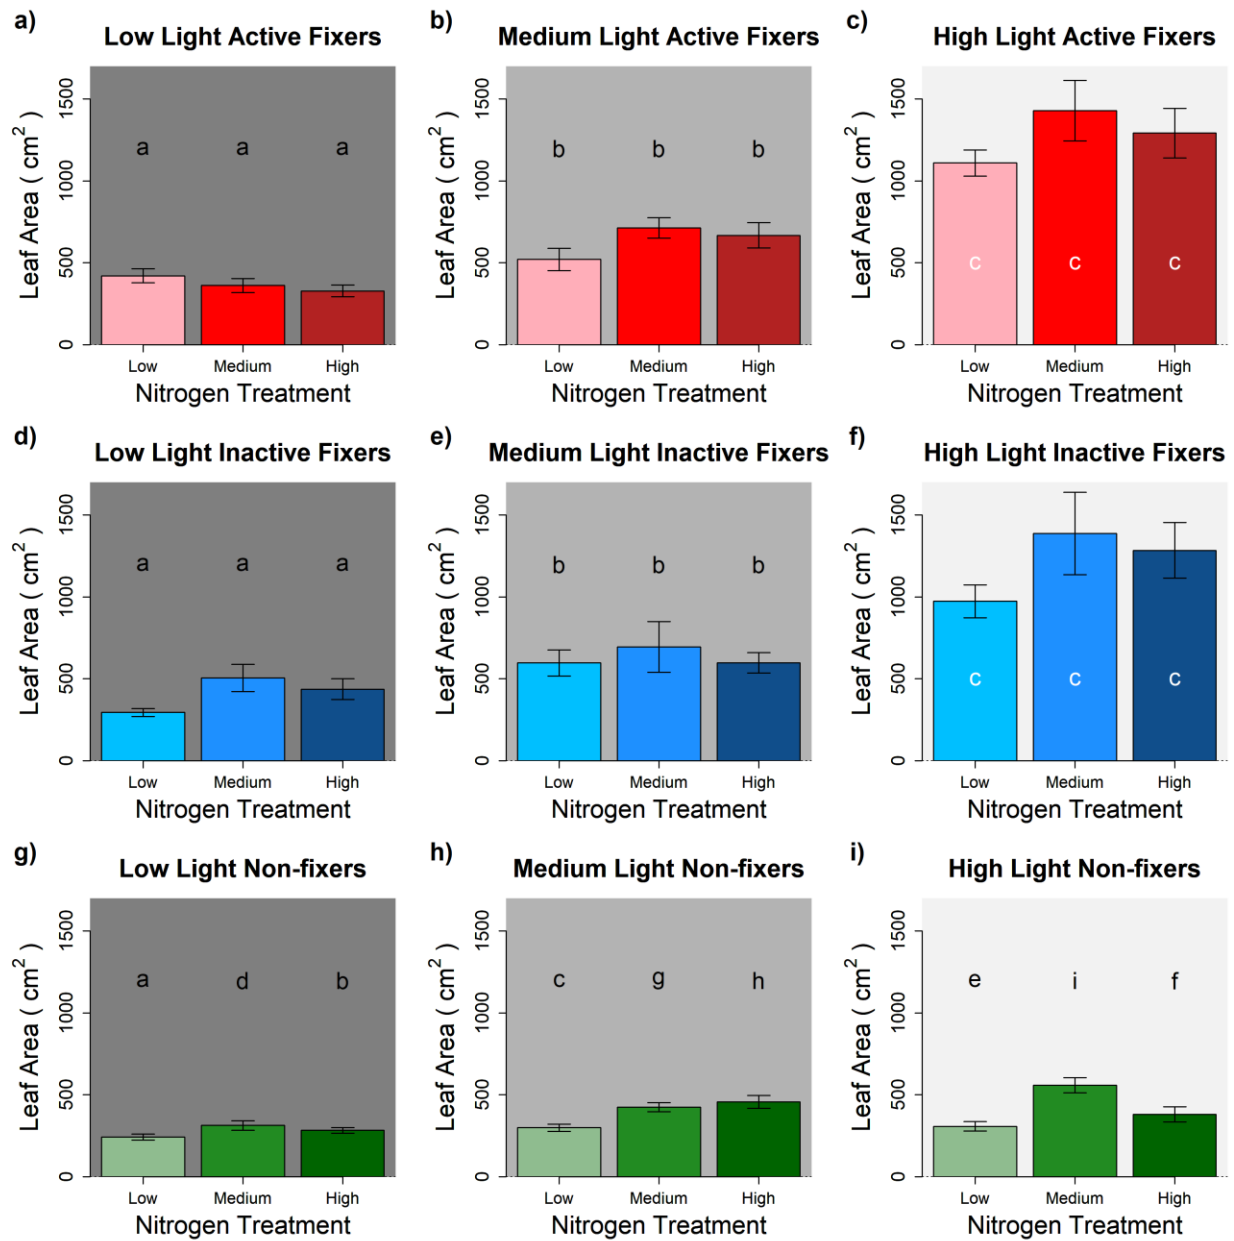 a)
Low Light Active Fixers
Leaf Area ( cm² )
0
500
1000
1500
a a a
Low Medium High
Nitrogen Treatment
b)
Medium Light Active Fixers
Leaf Area ( cm² )
0
500
1000
1500
b b b
Low Medium High
Nitrogen Treatment
c)
High Light Active Fixers
Leaf Area ( cm² )
0
500
1000
1500
c c c
Low Medium High
Nitrogen Treatment
d)
Low Light Inactive Fixers
Leaf Area ( cm² )
0
500
1000
1500
a a a
Low Medium High
Nitrogen Treatment
e)
Medium Light Inactive Fixers
Leaf Area ( cm² )
0
500
1000
1500
b b b
Low Medium High
Nitrogen Treatment
f)
High Light Inactive Fixers
Leaf Area ( cm² )
0
500
1000
1500
c c c
Low Medium High
Nitrogen Treatment
g)
Low Light Non-fixers
Leaf Area ( cm² )
0
500
1000
1500
a d b
Low Medium High
Nitrogen Treatment
h)
Medium Light Non-fixers
Leaf Area ( cm² )
0
500
1000
1500
c g h
Low Medium High
Nitrogen Treatment
i)
High Light Non-fixers
Leaf Area ( cm² )
0
500
1000
1500
e i f
Low Medium High
Nitrogen Treatment